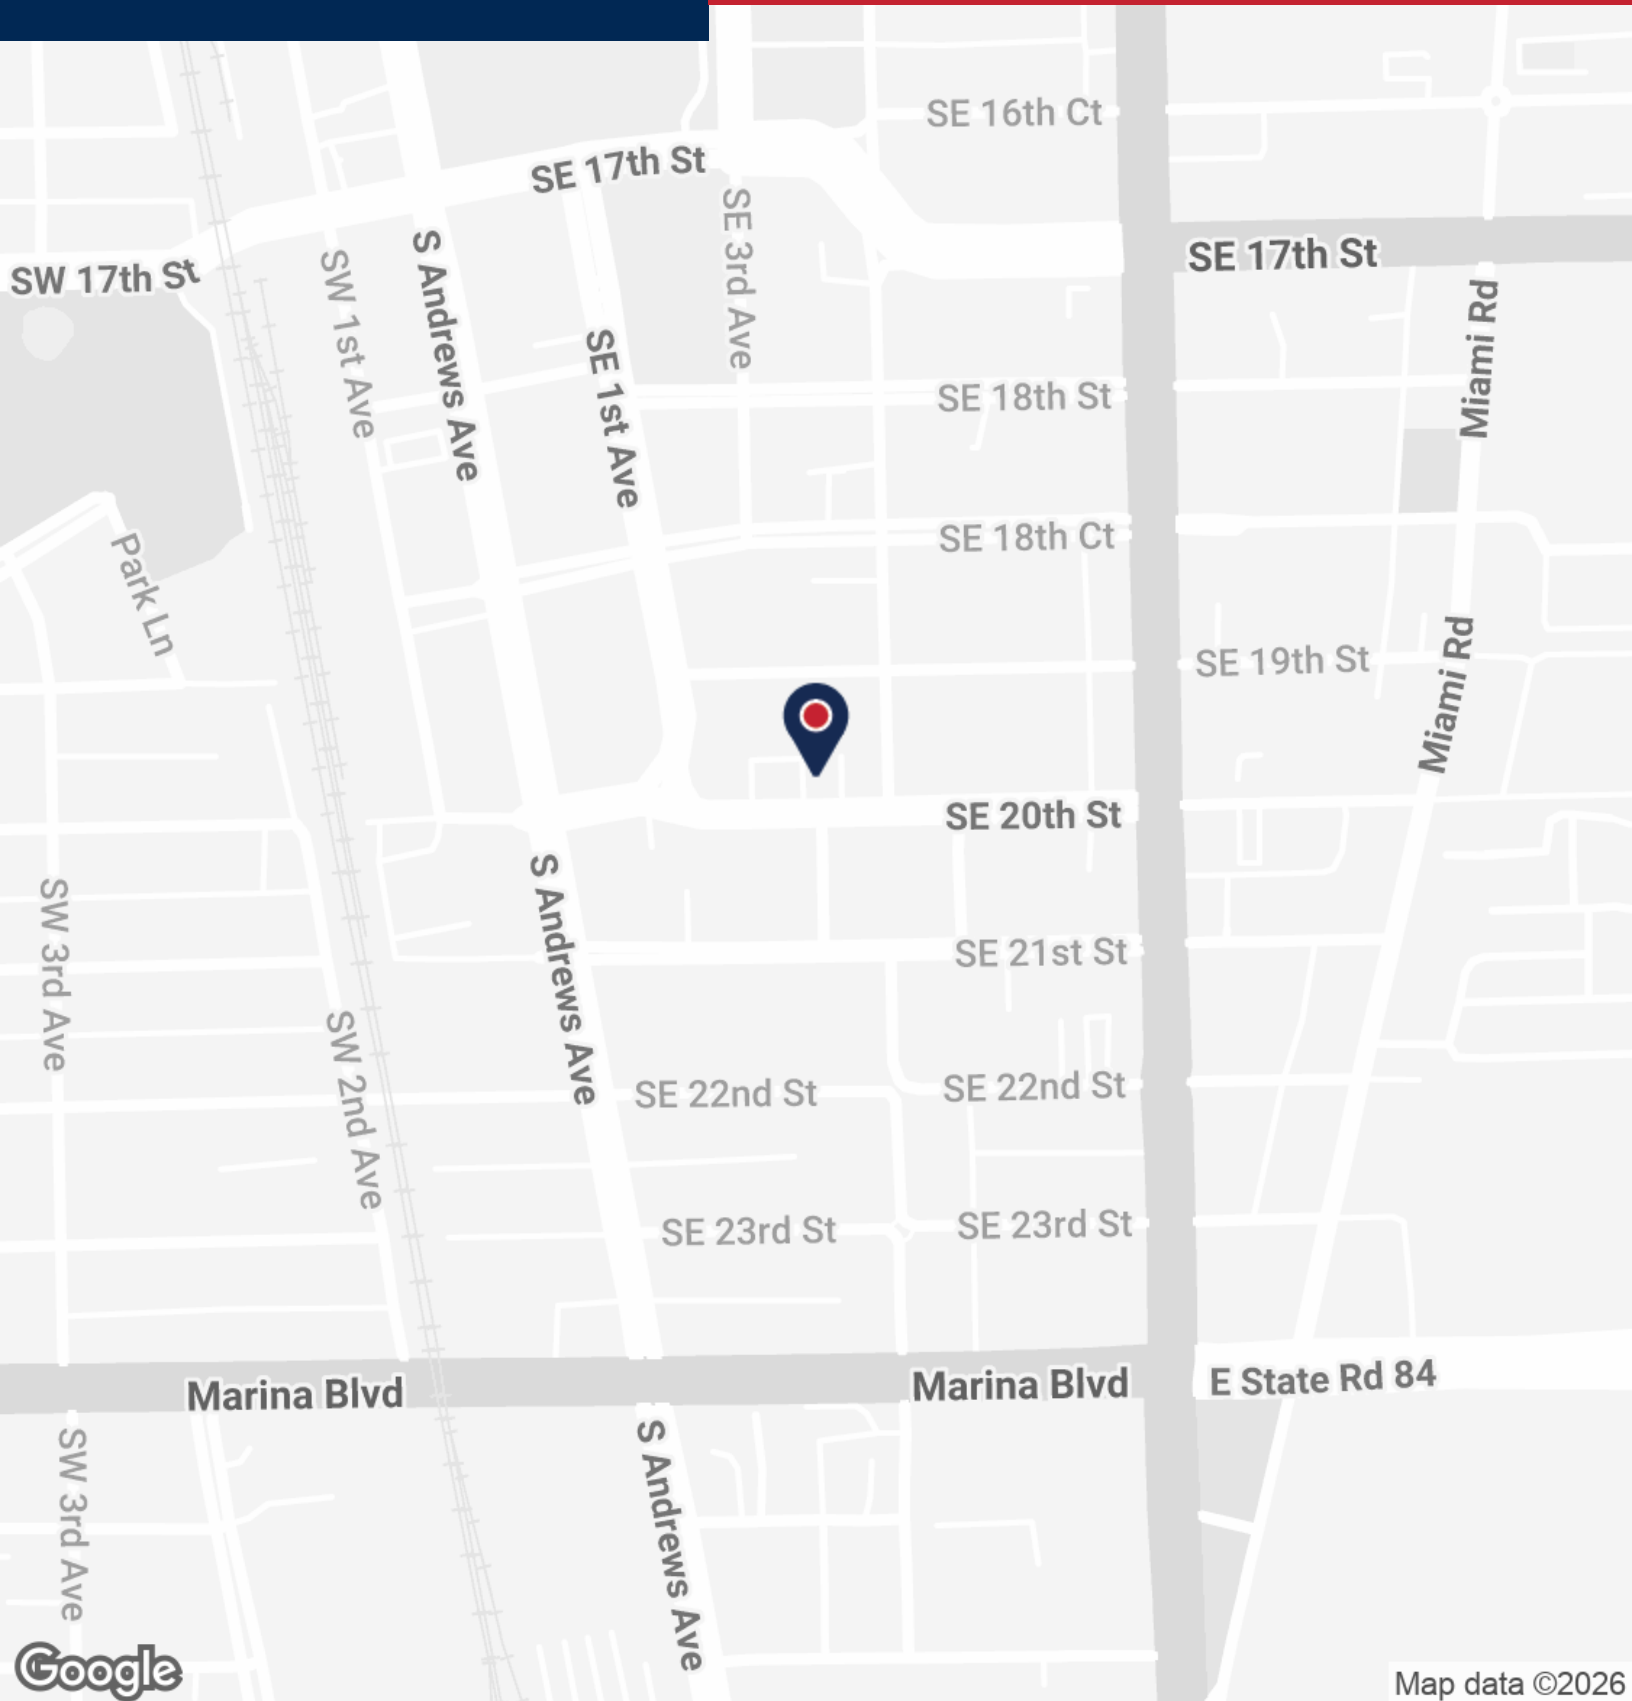 SE 16th Ct
SE 17th St
SE 3rd Ave
SW 17th St
SW 1st Ave
S Andrews Ave
SE 17th St
Miami Rd
SE 1st Ave
SE 18th St
SE 18th Ct
Park Ln
SE 19th St
Miami Rd
SE 20th St
S Andrews Ave
SW 3rd Ave
SE 21st St
SW 2nd Ave
SE 22nd St
SE 22nd St
SE 23rd St
SE 23rd St
Marina Blvd
Marina Blvd
E State Rd 84
SW 3rd Ave
S Andrews Ave
Google
Map data ©2026